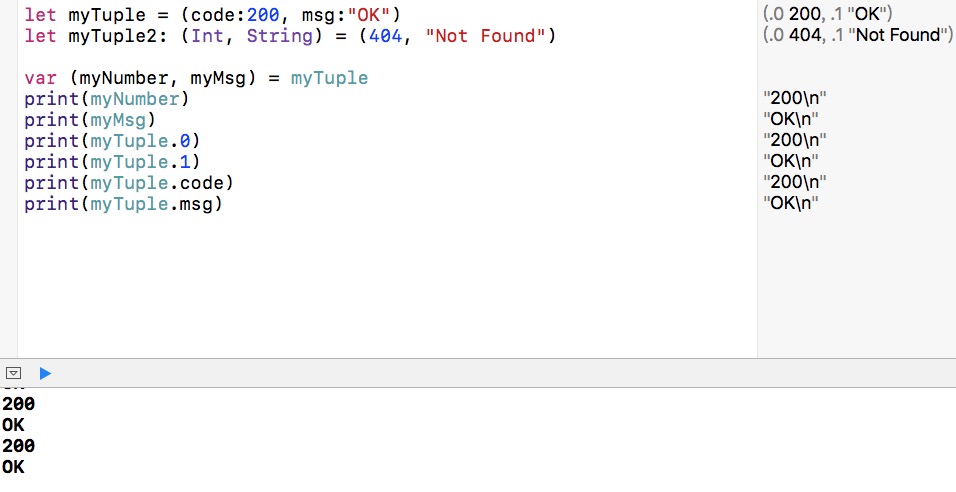 let myTuple = (code:200, msg:"OK")
(.0 200, .1 "OK")
let myTuple2: (Int, String) = (404, "Not Found")
(.0 404, .1 "Not Found")
var (myNumber, myMsg) = myTuple
print(myNumber)
"200\n"
print(myMsg)
"OK\n"
print(myTuple.0)
"200\n"
print(myTuple.1)
"OK\n"
print(myTuple.code)
"200\n"
print(myTuple.msg)
"OK\n"
200
OK
200
OK